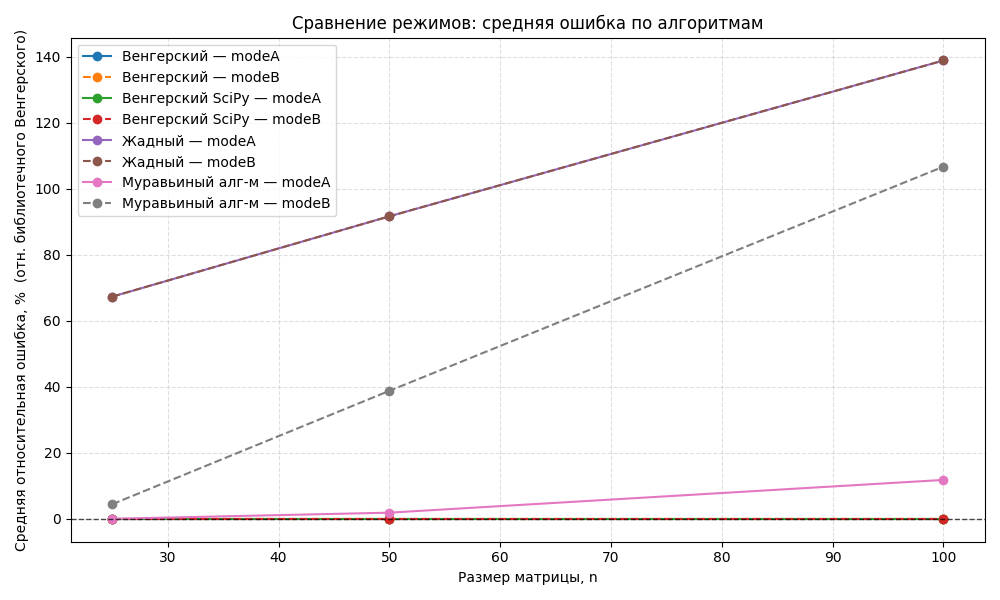 Сравнение режимов: средняя ошибка по алгоритмам
Средняя относительная ошибка, %  (отн. библиотечного Венгерского)
140
120
100
80
60
40
20
0
Венгерский — modeA
Венгерский — modeB
Венгерский SciPy — modeA
Венгерский SciPy — modeB
Жадный — modeA
Жадный — modeB
Муравьиный алг-м — modeA
Муравьиный алг-м — modeB
30 40 50 60 70 80 90 100
Размер матрицы, n